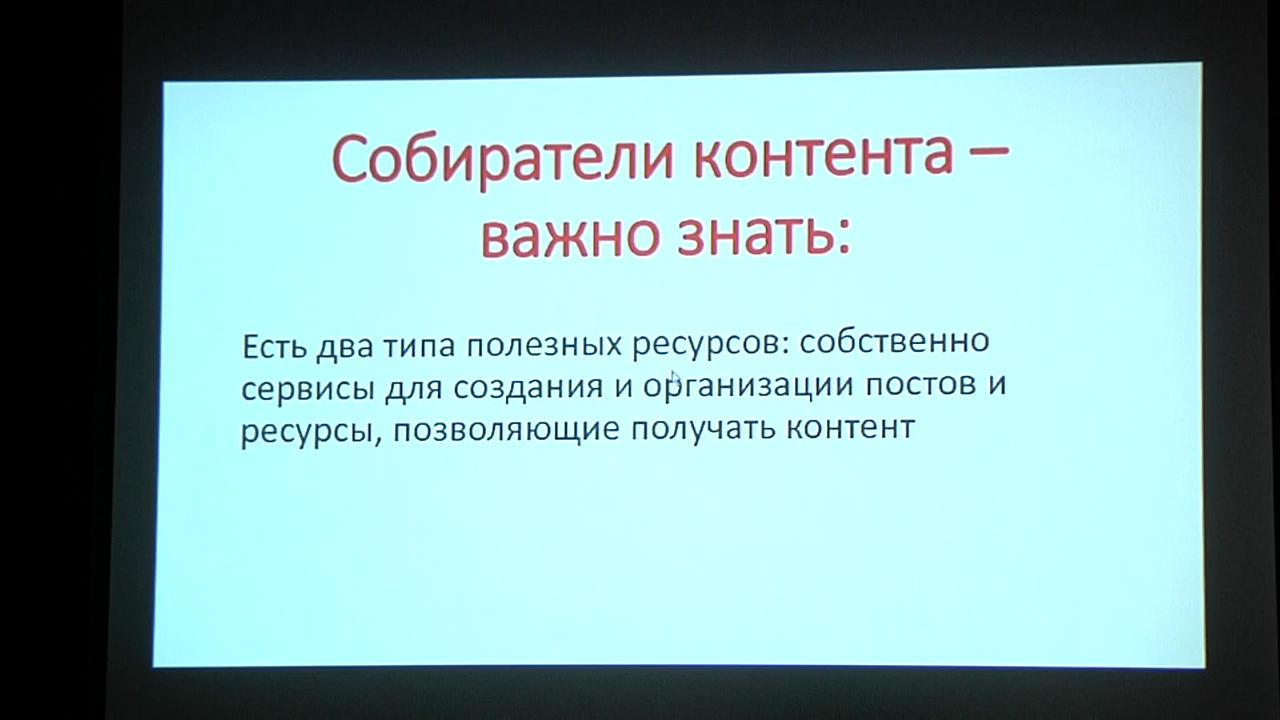 Собиратели контента –
важно знать:
Есть два типа полезных ресурсов: собственно
сервисы для создания и организации постов и
ресурсы, позволяющие получать контент